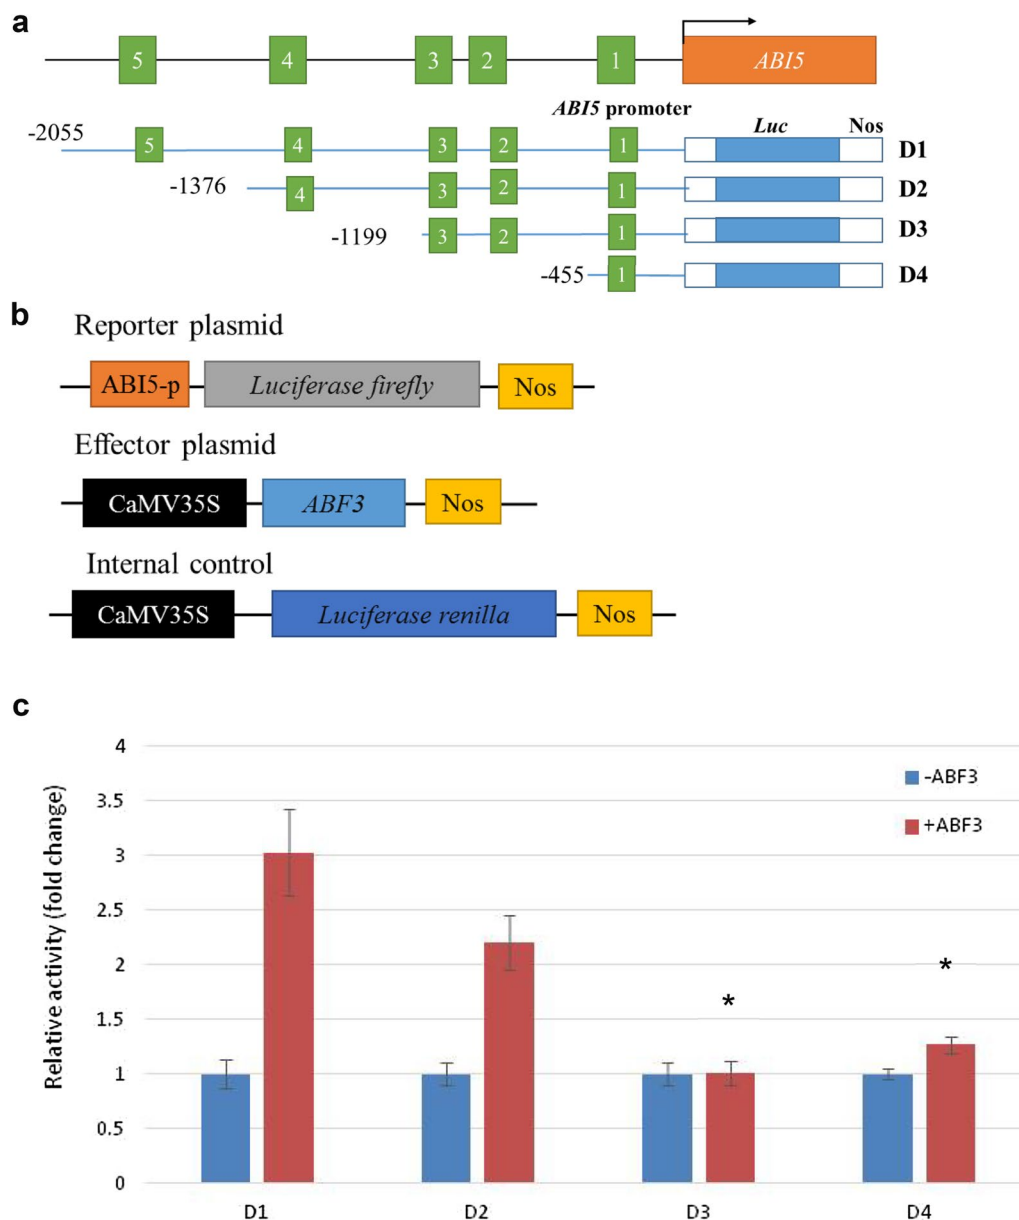 a
5 4 3 2 1 ABI5
ABI5 promoter
-2055 Luc Nos
5 4 3 2 1 D1
-1376 4 3 2 1 D2
-1199 3 2 1 D3
-455 1 D4
b
Reporter plasmid
ABI5-p Luciferase firefly Nos
Effector plasmid
CaMV35S ABF3 Nos
Internal control
CaMV35S Luciferase renilla Nos
c
Relative activity (fold change)
4
3.5
3
2.5
2
1.5
1
0.5
0
-ABF3
+ABF3
* *
D1 D2 D3 D4